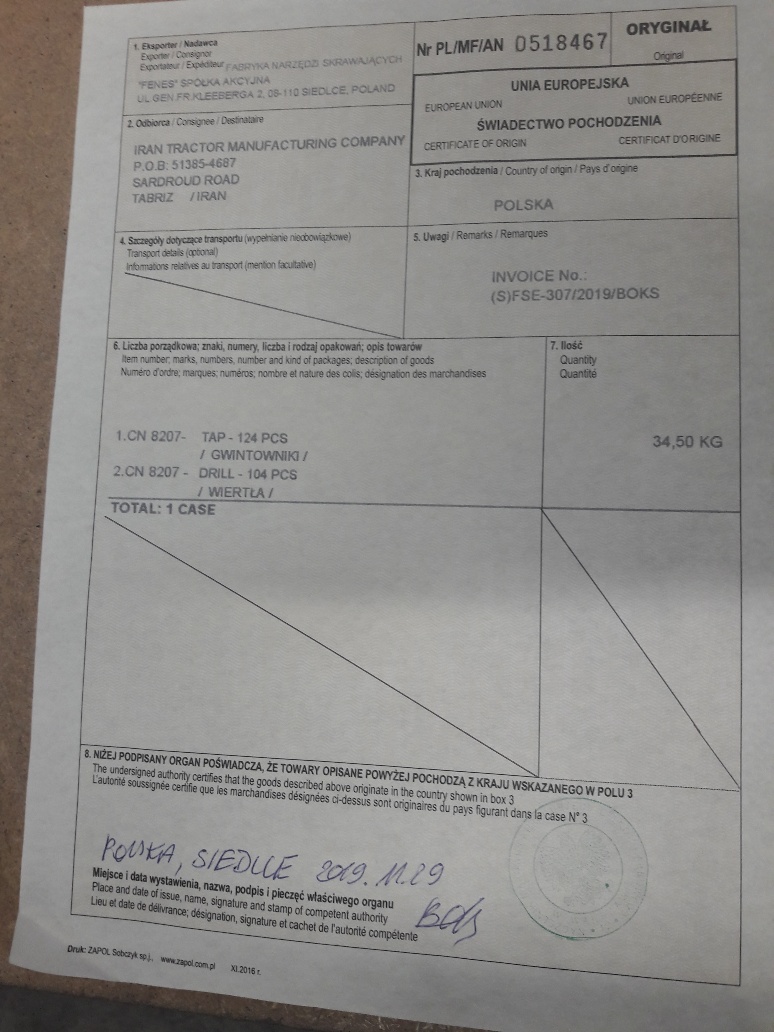 1. Eksporter / Nadawca
Exporter / Consignor
Exportateur / Expéditeur FABRYKA NARZĘDZI SKRAWAJĄCYCH
"FENES" SPÓŁKA AKCYJNA
UL GEN.FR.KLEEBERGA 2, 08-110 SIEDLCE, POLAND
Nr PL/MF/AN 0518467
ORYGINAŁ
Original
UNIA EUROPEJSKA
EUROPEAN UNION UNION EUROPÉENNE
ŚWIADECTWO POCHODZENIA
CERTIFICATE OF ORIGIN CERTIFICAT D'ORIGINE
2. Odbiorca / Consignee / Destinataire
IRAN TRACTOR MANUFACTURING COMPANY
P.O.B: 51385-4687
SARDROUD ROAD
TABRIZ / IRAN
3. Kraj pochodzenia / Country of origin / Pays d'origine
POLSKA
4. Szczegóły dotyczące transportu (wypełnianie nieobowiązkowe)
Transport details (optional)
Informations relatives au transport (mention facultative)
5. Uwagi / Remarks / Remarques
INVOICE No.:
(S)FSE-307/2019/BOKS
6. Liczba porządkowa; znaki, numery, liczba i rodzaj opakowań; opis towarów
Item number; marks, numbers, number and kind of packages; description of goods
Numéro d'ordre; marques; numéros; nombre et nature des colis; désignation des marchandises
7. Ilość
Quantity
Quantité
1.CN 8207- TAP - 124 PCS
/ GWINTOWNIKI /
2.CN 8207 - DRILL - 104 PCS
/ WIERTŁA /
34,50 KG
TOTAL: 1 CASE
8. NIŻEJ PODPISANY ORGAN POŚWIADCZA, ŻE TOWARY OPISANE POWYŻEJ POCHODZĄ Z KRAJU WSKAZANEGO W POLU 3
The undersigned authority certifies that the goods described above originate in the country shown in box 3
L'autorité soussignée certifie que les marchandises désignées ci-dessus sont originaires du pays figurant dans la case N° 3
POLSKA, SIEDLCE 2019.11.29
Miejsce i data wystawienia, nazwa, podpis i pieczęć właściwego organu
Place and date of issue, name, signature and stamp of competent authority
Lieu et date de délivrance; désignation, signature et cachet de l'autorité compétente
Druk: ZAPOL Sobczyk sp.j., www.zapol.com.pl XI.2016 r.